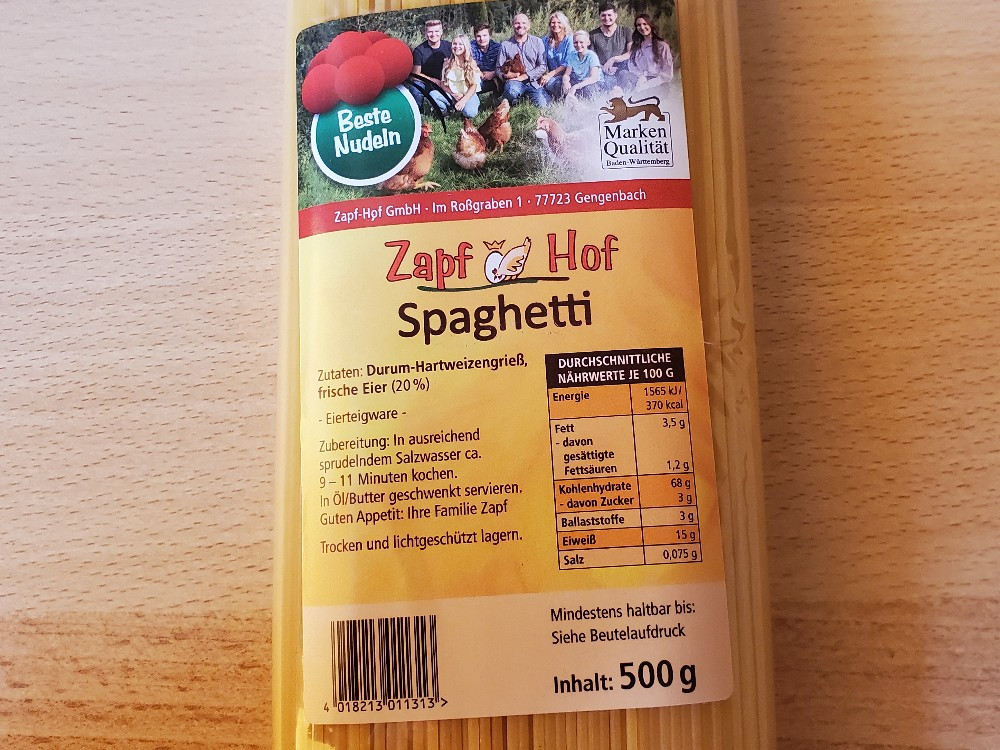 Beste
Nudeln
Marken
Qualität
Baden-Württemberg
Zapf-Hof GmbH · Im Roßgraben 1 · 77723 Gengenbach
Zapf Hof
Spaghetti
Zutaten: Durum-Hartweizengrieß,
frische Eier (20 %)
- Eierteigware -
Zubereitung: In ausreichend
sprudelndem Salzwasser ca.
9 – 11 Minuten kochen.
In Öl/Butter geschwenkt servieren.
Guten Appetit: Ihre Familie Zapf
Trocken und lichtgeschützt lagern.
DURCHSCHNITTLICHE
NÄHRWERTE JE 100 G
Energie 1565 kJ/
370 kcal
Fett 3,5 g
- davon
gesättigte
Fettsäuren 1,2 g
Kohlenhydrate 68 g
- davon Zucker 3 g
Ballaststoffe 3 g
Eiweiß 15 g
Salz 0,075 g
Mindestens haltbar bis:
Siehe Beutelaufdruck
Inhalt: 500 g
4 018213 011313 >